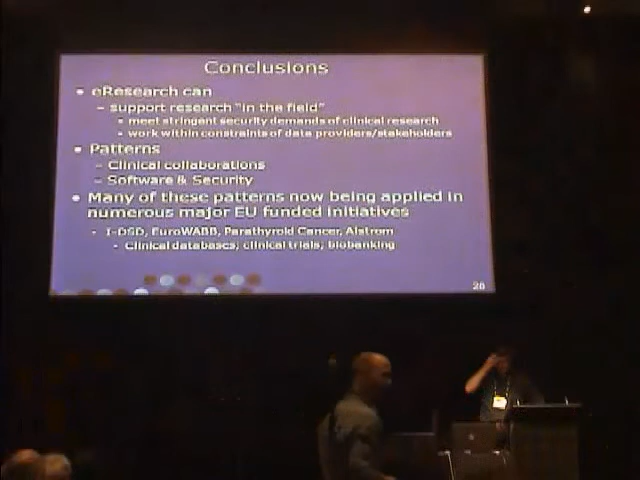 Conclusions
• eResearch can
– support research "in the field"
• meet stringent security demands of clinical research
• work within constraints of data providers/stakeholders
• Patterns
– Clinical collaborations
– Software & Security
• Many of these patterns now being applied in
numerous major EU funded initiatives
- I-DSD, EuroWABB, Parathyroid Cancer, Alstrom
- Clinical databases, clinical trials, biobanking
28